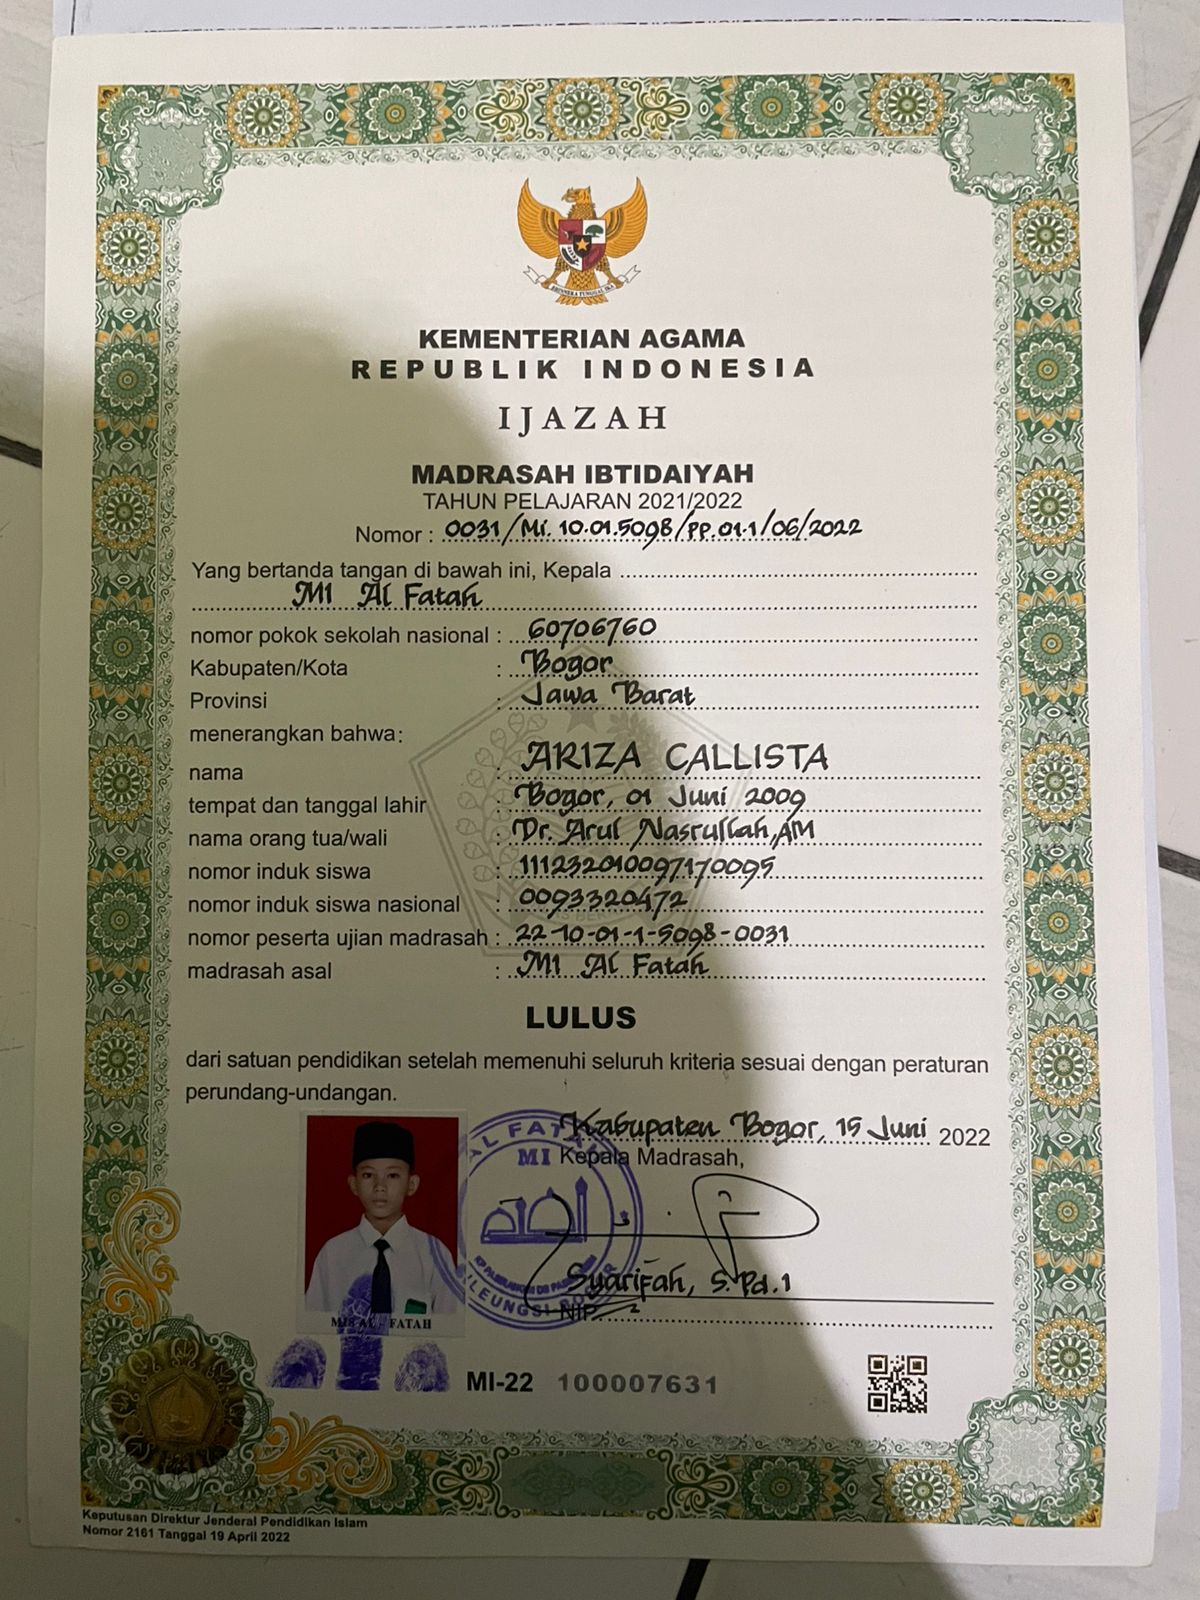 KEMENTERIAN AGAMA
REPUBLIK INDONESIA
IJAZAH
MADRASAH IBTIDAIYAH
TAHUN PELAJARAN 2021/2022
Nomor : 0031/Mi.10.01.5098/PP.01.1/06/2022
Yang bertanda tangan di bawah ini, Kepala
MI Al Fatah
nomor pokok sekolah nasional : 60706760
Kabupaten/Kota : Bogor
Provinsi : Jawa Barat
menerangkan bahwa:
nama : ARIZA CALLISTA
tempat dan tanggal lahir : Bogor, 01 Juni 2009
nama orang tua/wali : Dr. Arul Nasrullah, AM
nomor induk siswa : 111232010097170095
nomor induk siswa nasional : 0093320472
nomor peserta ujian madrasah : 22-10-01-1-5098-0031
madrasah asal : MI Al Fatah
LULUS
dari satuan pendidikan setelah memenuhi seluruh kriteria sesuai dengan peraturan
perundang-undangan.
Kabupaten Bogor, 15 Juni 2022
Kepala Madrasah,
AL FATAH
MI
CILEUNGSI BOGOR
Syarifah, S.Pd.I
NIP.
MIS AL - FATAH
MI-22 100007631
Keputusan Direktur Jenderal Pendidikan Islam
Nomor 2161 Tanggal 19 April 2022